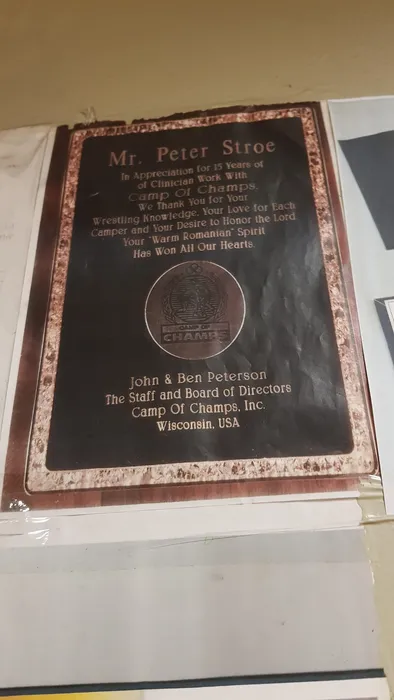 Mr. Peter Stroe
In Appreciation for 15 Years of
of Clinician Work With
Camp Of Champs.
We Thank You for Your
Wrestling Knowledge, Your Love for Each
Camper and Your Desire to Honor the Lord
Your "Warm Romanian" Spirit
Has Won All Our Hearts.
CAMP OF
CHAMPS
John & Ben Peterson
The Staff and Board of Directors
Camp Of Champs, Inc.
Wisconsin, USA